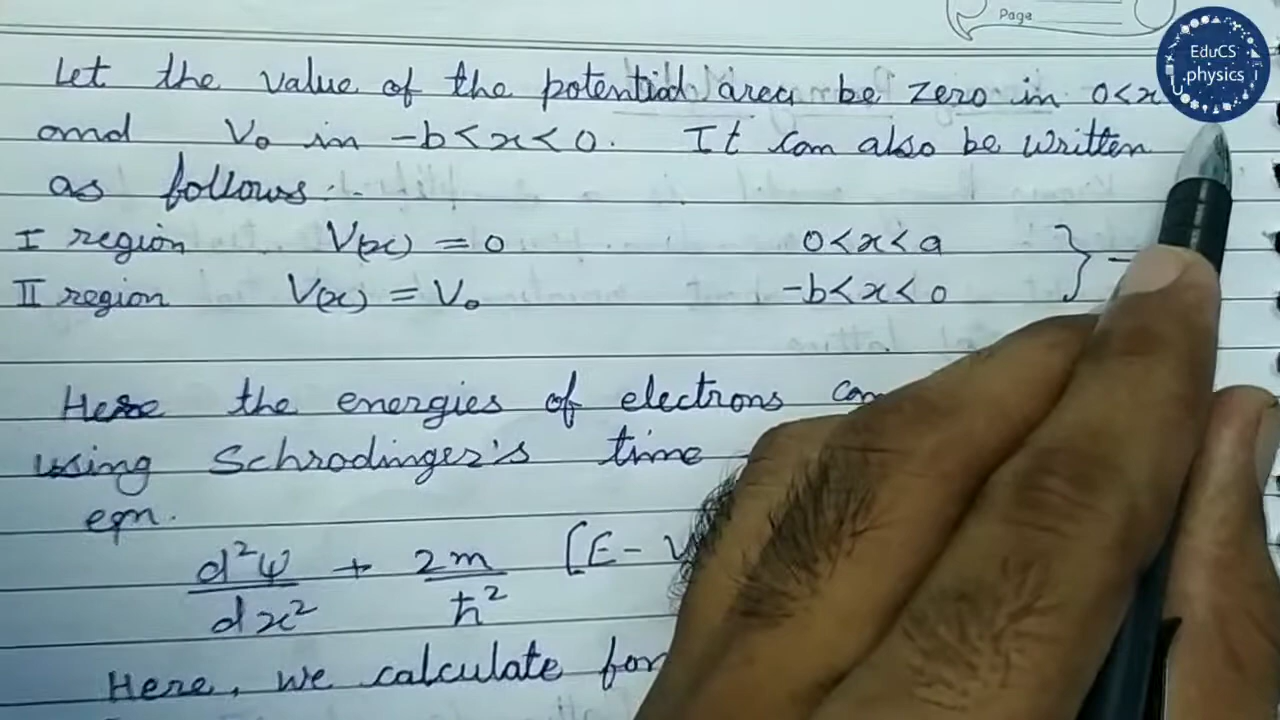 Page
EduCS
physics
Let the value of the potential area be zero in 0<x
and V₀ in -b<x<0. It can also be written
as follows:-
I region V(x) = 0 0<x<a
II region V(x) = V₀ -b<x<0
Here the energies of electrons can
using Schrodinger's time
eqn.
d²ψ/dx² + 2m/ħ² [E - V
Here, we calculate for